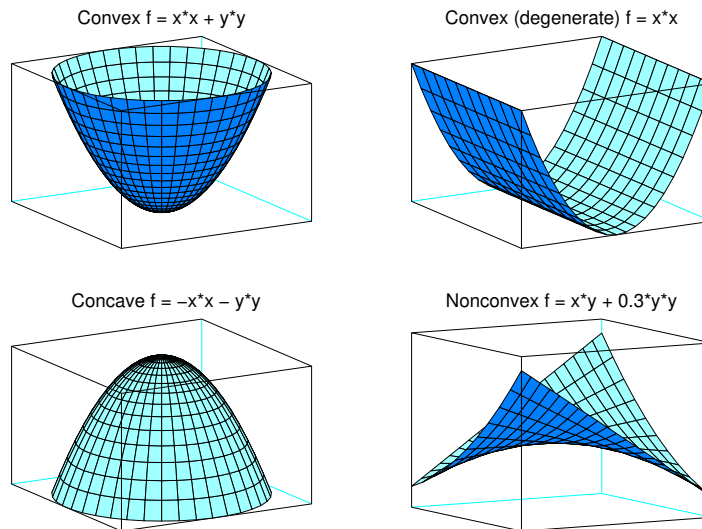 Convex f = x*x + y*y
Convex (degenerate) f = x*x
Concave f = −x*x − y*y
Nonconvex f = x*y + 0.3*y*y